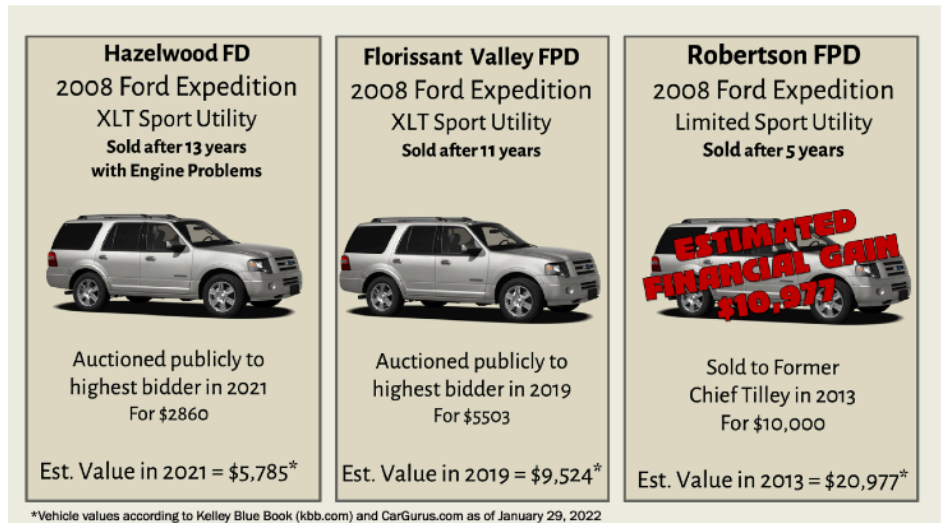 Hazelwood FD
2008 Ford Expedition
XLT Sport Utility
Sold after 13 years
with Engine Problems
Auctioned publicly to
highest bidder in 2021
For $2860
Est. Value in 2021 = $5,785*
Florissant Valley FPD
2008 Ford Expedition
XLT Sport Utility
Sold after 11 years
Auctioned publicly to
highest bidder in 2019
For $5503
Est. Value in 2019 = $9,524*
Robertson FPD
2008 Ford Expedition
Limited Sport Utility
Sold after 5 years
ESTIMATED
FINANCIAL GAIN
$10,977
Sold to Former
Chief Tilley in 2013
For $10,000
Est. Value in 2013 = $20,977*
*Vehicle values according to Kelley Blue Book (kbb.com) and CarGurus.com as of January 29, 2022